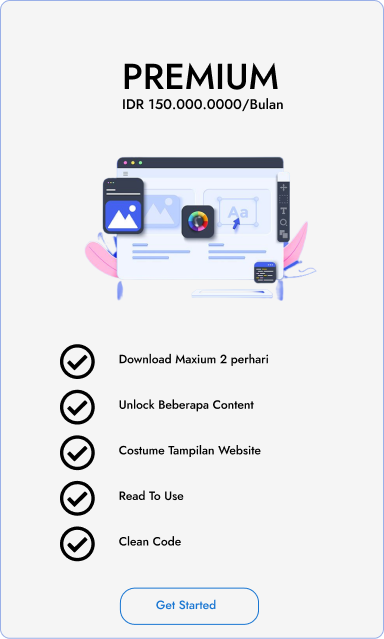 PREMIUM
IDR 150.000.0000/Bulan
Aa
T
Download Maxium 2 perhari
Unlock Beberapa Content
Costume Tampilan Website
Read To Use
Clean Code
Get Started